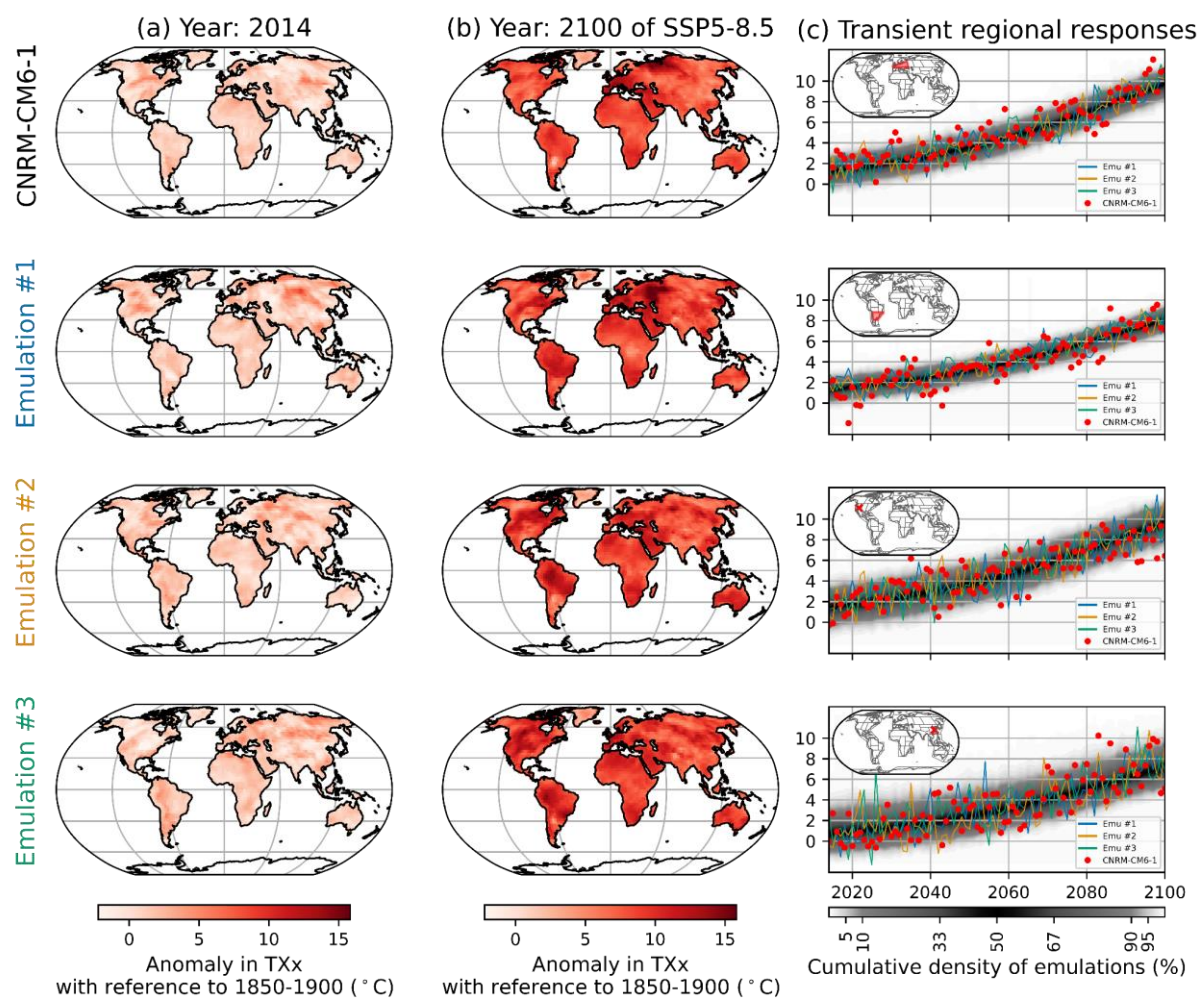 (a) Year: 2014
(b) Year: 2100 of SSP5-8.5
(c) Transient regional responses
CNRM-CM6-1
10
8
6
4
2
0
Emu #1
Emu #2
Emu #3
CNRM-CM6-1
Emulation #1
10
8
6
4
2
0
Emu #1
Emu #2
Emu #3
CNRM-CM6-1
Emulation #2
10
8
6
4
2
0
Emu #1
Emu #2
Emu #3
CNRM-CM6-1
Emulation #3
10
8
6
4
2
0
Emu #1
Emu #2
Emu #3
CNRM-CM6-1
2020 2040 2060 2080 2100
0 5 10 15
Anomaly in TXx
with reference to 1850-1900 (°C)
0 5 10 15
Anomaly in TXx
with reference to 1850-1900 (°C)
5 10 33 50 67 90 95
Cumulative density of emulations (%)